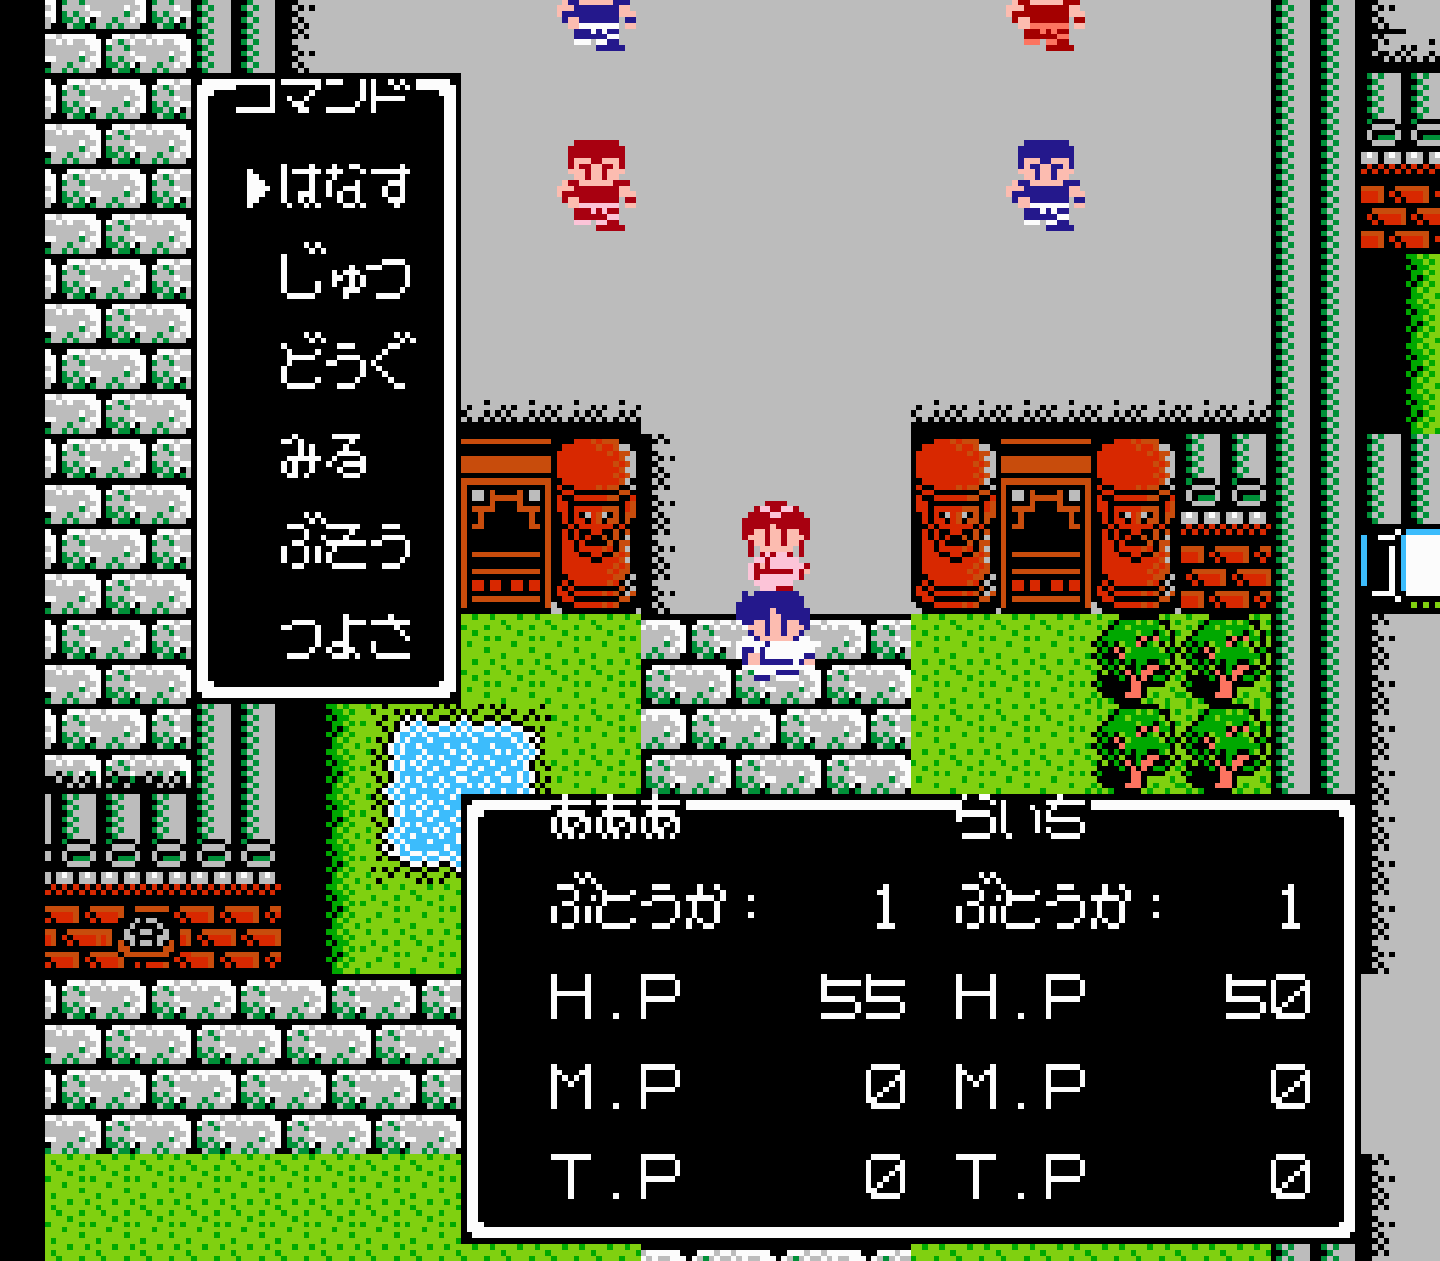 コマンド
はなす
じゅつ
どうぐ
みる
ぶそう
つよさ
あああ らいち
ぶとうか: 1 ぶとうか: 1
H.P 55 H.P 50
M.P 0 M.P 0
T.P 0 T.P 0